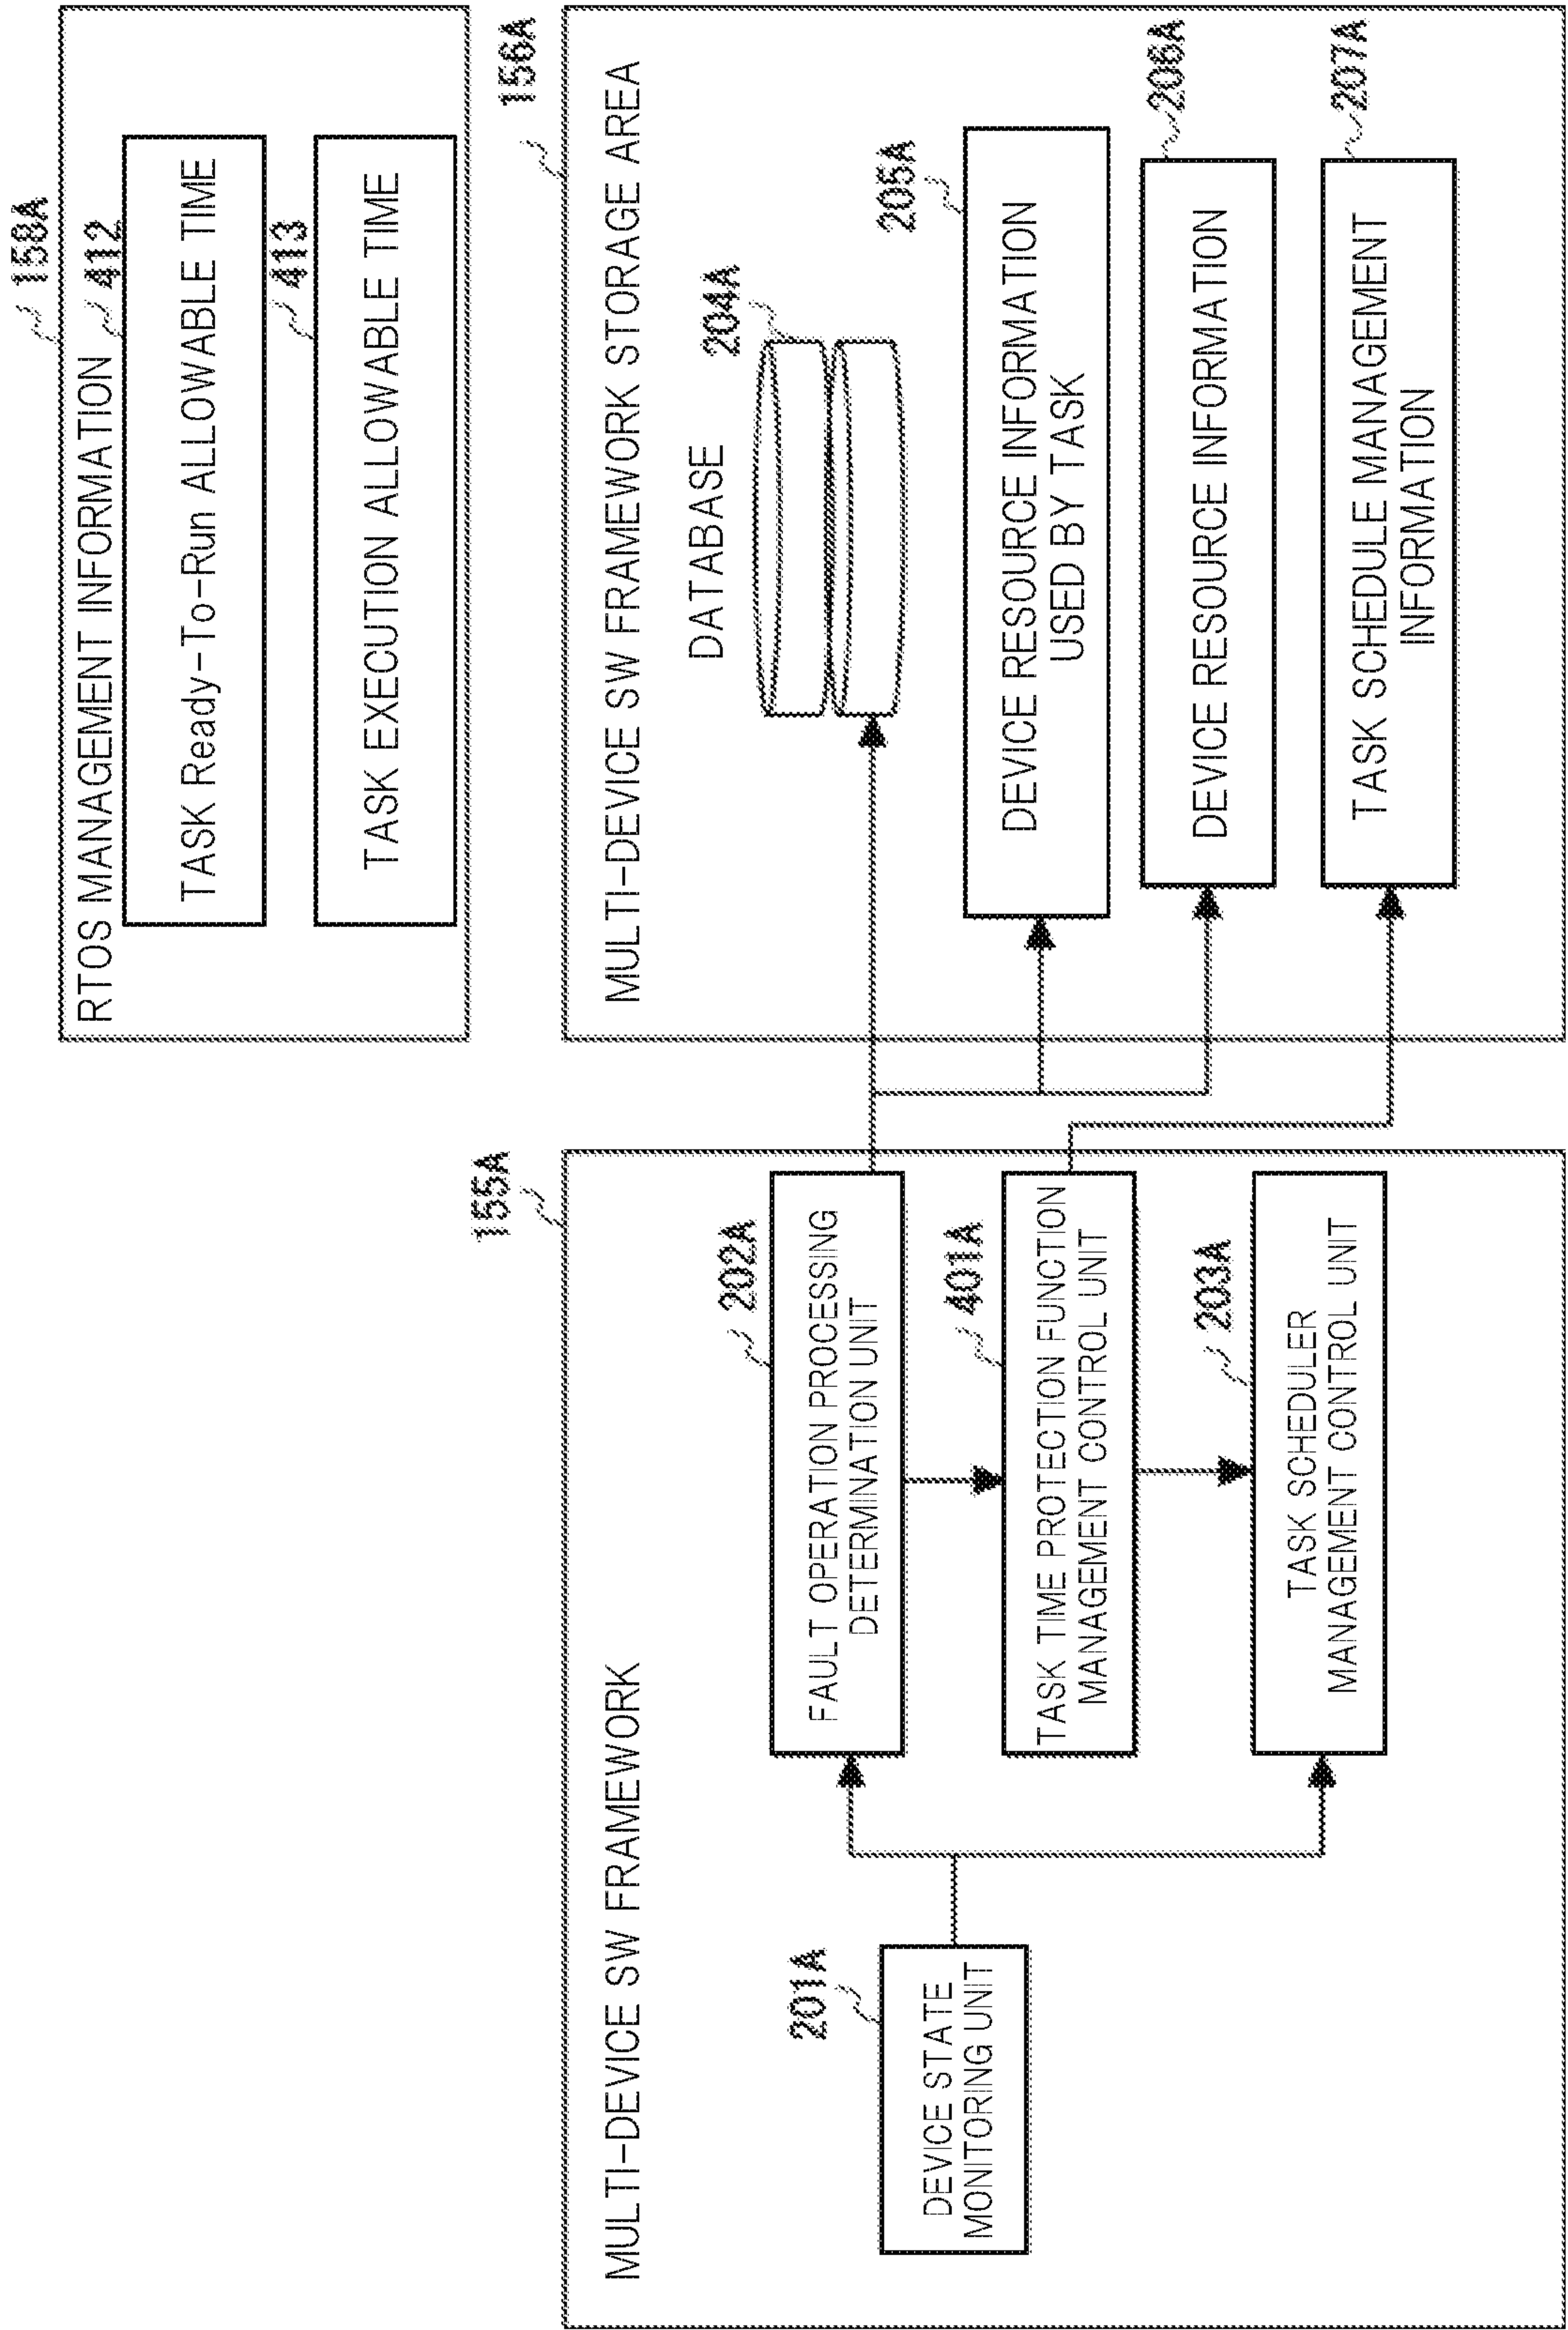 158A
RTOS MANAGEMENT INFORMATION
412
TASK Ready-To-Run ALLOWABLE TIME
413
TASK EXECUTION ALLOWABLE TIME
155A
MULTI-DEVICE SW FRAMEWORK
201A
DEVICE STATE
MONITORING UNIT
202A
FAULT OPERATION PROCESSING
DETERMINATION UNIT
401A
TASK TIME PROTECTION FUNCTION
MANAGEMENT CONTROL UNIT
203A
TASK SCHEDULER
MANAGEMENT CONTROL UNIT
156A
MULTI-DEVICE SW FRAMEWORK STORAGE AREA
DATABASE
204A
205A
DEVICE RESOURCE INFORMATION
USED BY TASK
206A
DEVICE RESOURCE INFORMATION
207A
TASK SCHEDULE MANAGEMENT
INFORMATION